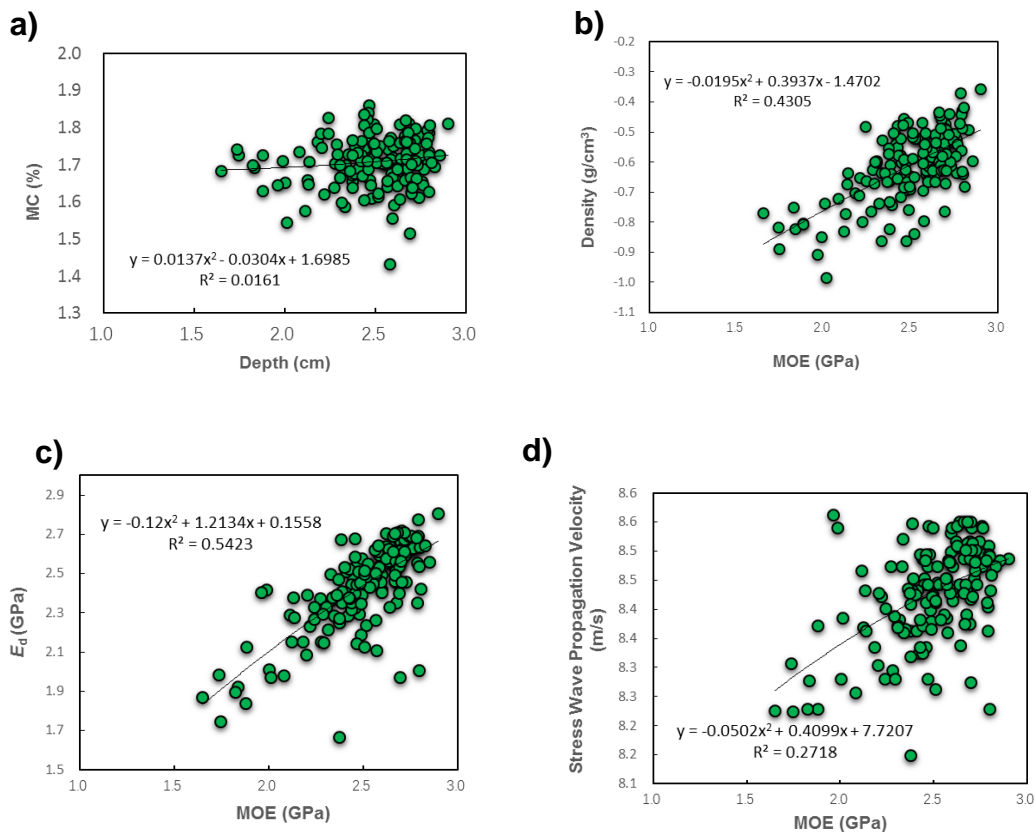 a)
2.0
1.9
1.8
1.7
1.6
1.5
1.4
1.3
MC (%)
y = 0.0137x² - 0.0304x + 1.6985
R² = 0.0161
1.0
1.5
2.0
2.5
3.0
Depth (cm)
b)
-0.2
-0.3
-0.4
-0.5
-0.6
-0.7
-0.8
-0.9
-1.0
-1.1
Density (g/cm³)
y = -0.0195x² + 0.3937x - 1.4702
R² = 0.4305
1.0
1.5
2.0
2.5
3.0
MOE (GPa)
c)
2.9
2.7
2.5
2.3
2.1
1.9
1.7
1.5
Ed (GPa)
y = -0.12x² + 1.2134x + 0.1558
R² = 0.5423
1.0
2.0
3.0
MOE (GPa)
d)
8.6
8.6
8.5
8.5
8.4
8.4
8.3
8.3
8.2
8.2
8.1
Stress Wave Propagation Velocity
(m/s)
y = -0.0502x² + 0.4099x + 7.7207
R² = 0.2718
1.0
1.5
2.0
2.5
3.0
MOE (GPa)